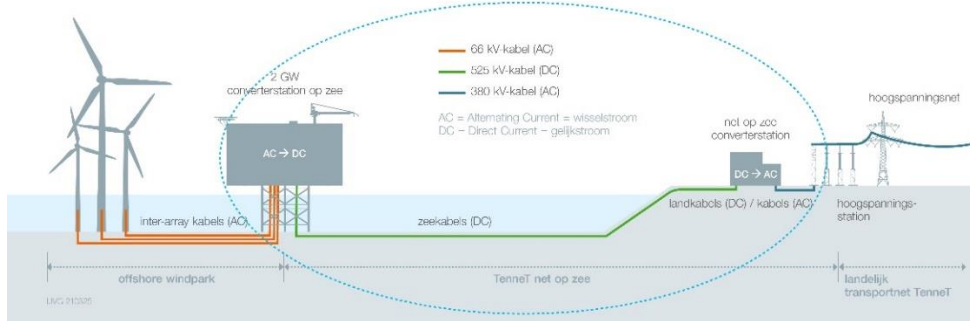 66 kV-kabel (AC)
525 kV-kabel (DC)
380 kV-kabel (AC)
AC = Alternating Current = wisselstroom
DC = Direct Current = gelijkstroom
2 GW
converterstation op zee
AC → DC
hoogspanningsnet
net op zee
converterstation
DC → AC
inter-array kabels (AC)
zeekabels (DC)
landkabels (DC) / kabels (AC)
hoogspannings-
station
offshore windpark
TenneT net op zee
landelijk
transportnet TenneT